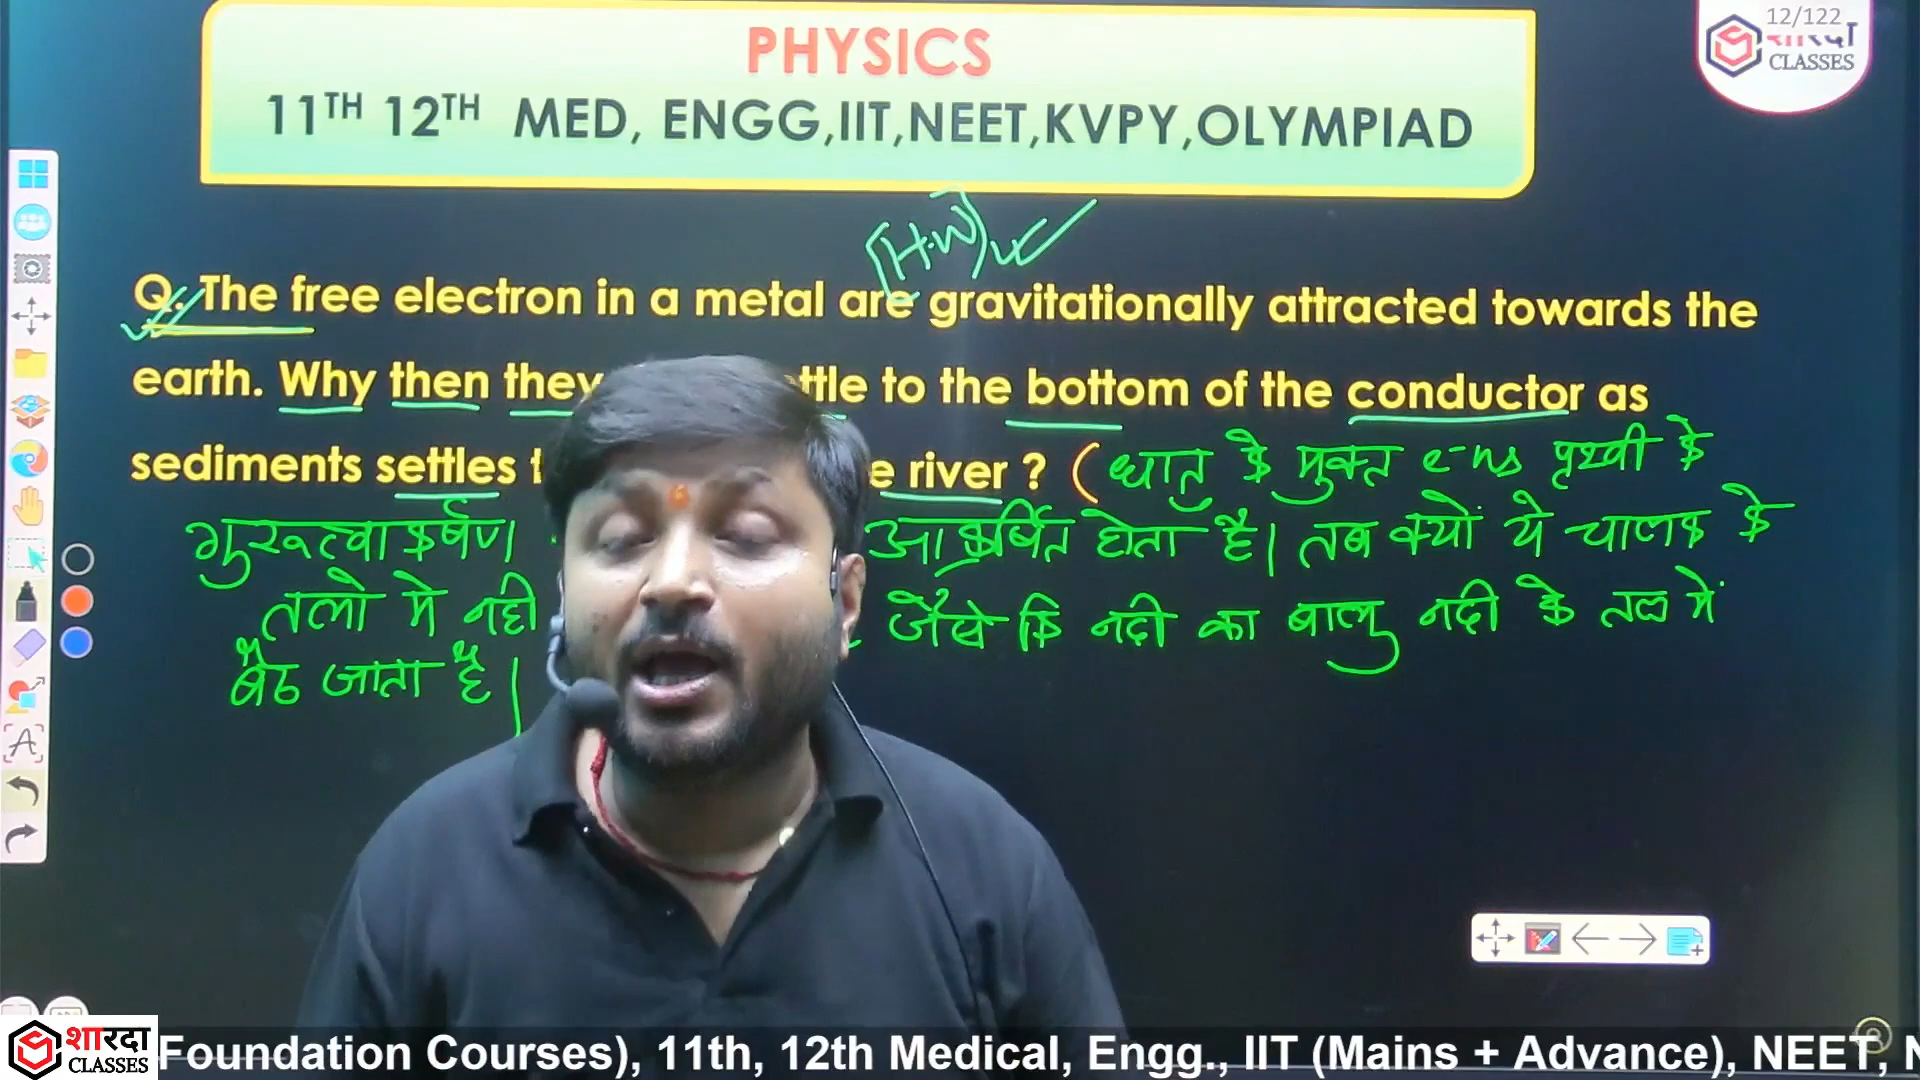 PHYSICS
11TH 12TH MED, ENGG,IIT,NEET,KVPY,OLYMPIAD
12/122
शारदा
CLASSES
[H.W]
Q. The free electron in a metal are gravitationally attracted towards the
earth. Why then they ttle to the bottom of the conductor as
sediments settles river ? (धातु के मुक्त e-ns पृथ्वी के
गुरूत्वाकर्षण आकर्षित होता है। तब क्यों ये चालक के
तलो मे नही जैसे कि नदी का बालु नदी के तल में
बैठ जाता है।
शारदा
CLASSES
Foundation Courses), 11th, 12th Medical, Engg., IIT (Mains + Advance), NEET, N